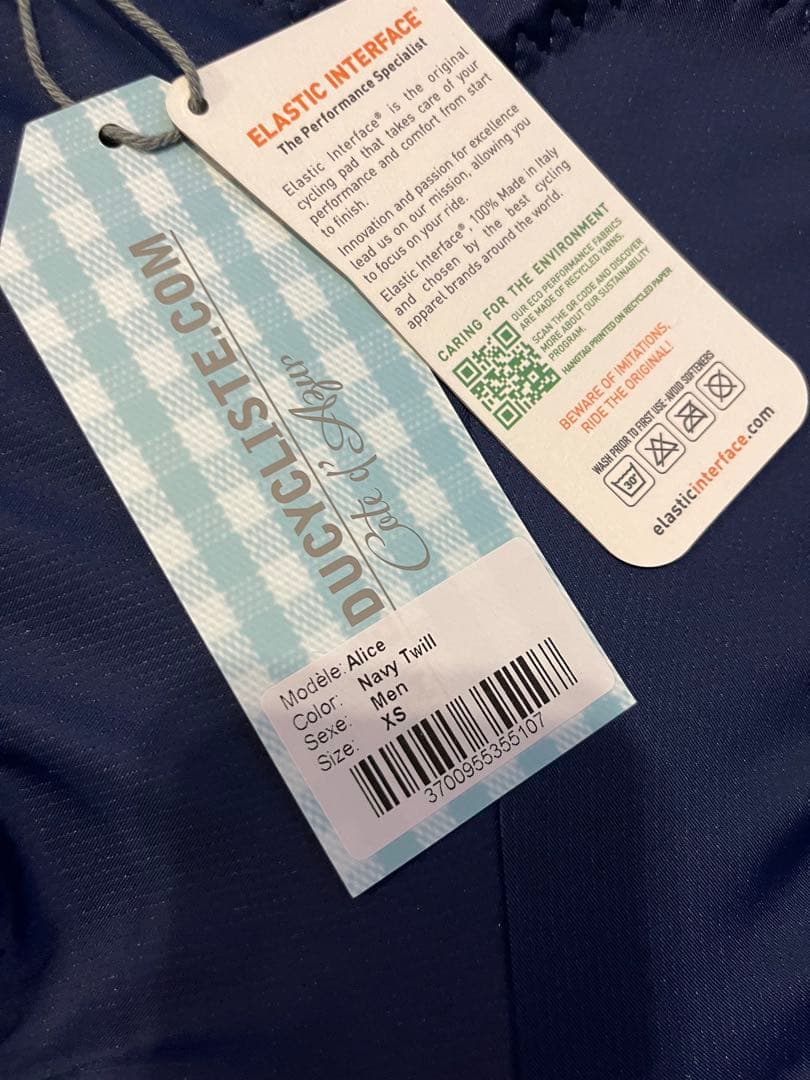 ELASTIC INTERFACE®
The Performance Specialist
Elastic Interface® is the original
cycling pad that takes care of your
performance and comfort from start
to finish.
Innovation and passion for excellence
lead us on our mission, allowing you
to focus on your ride.
Elastic Interface®, 100% Made in Italy
and chosen by the best cycling
apparel brands around the world.
CARING FOR THE ENVIRONMENT
OUR ECO PERFORMANCE FABRICS
ARE MADE OF RECYCLED YARNS.
SCAN THE QR CODE AND DISCOVER
MORE ABOUT OUR SUSTAINABILITY
PROGRAM.
HANGTAG PRINTED ON RECYCLED PAPER
BEWARE OF IMITATIONS,
RIDE THE ORIGINAL!
WASH PRIOR TO FIRST USE - AVOID SOFTENERS
30°
elasticinterface.com
DUCYCLISTE.COM
Cote d'Azur
Modèle: Alice
Color: Navy Twill
Sexe: Men
Size: XS
3700955355107